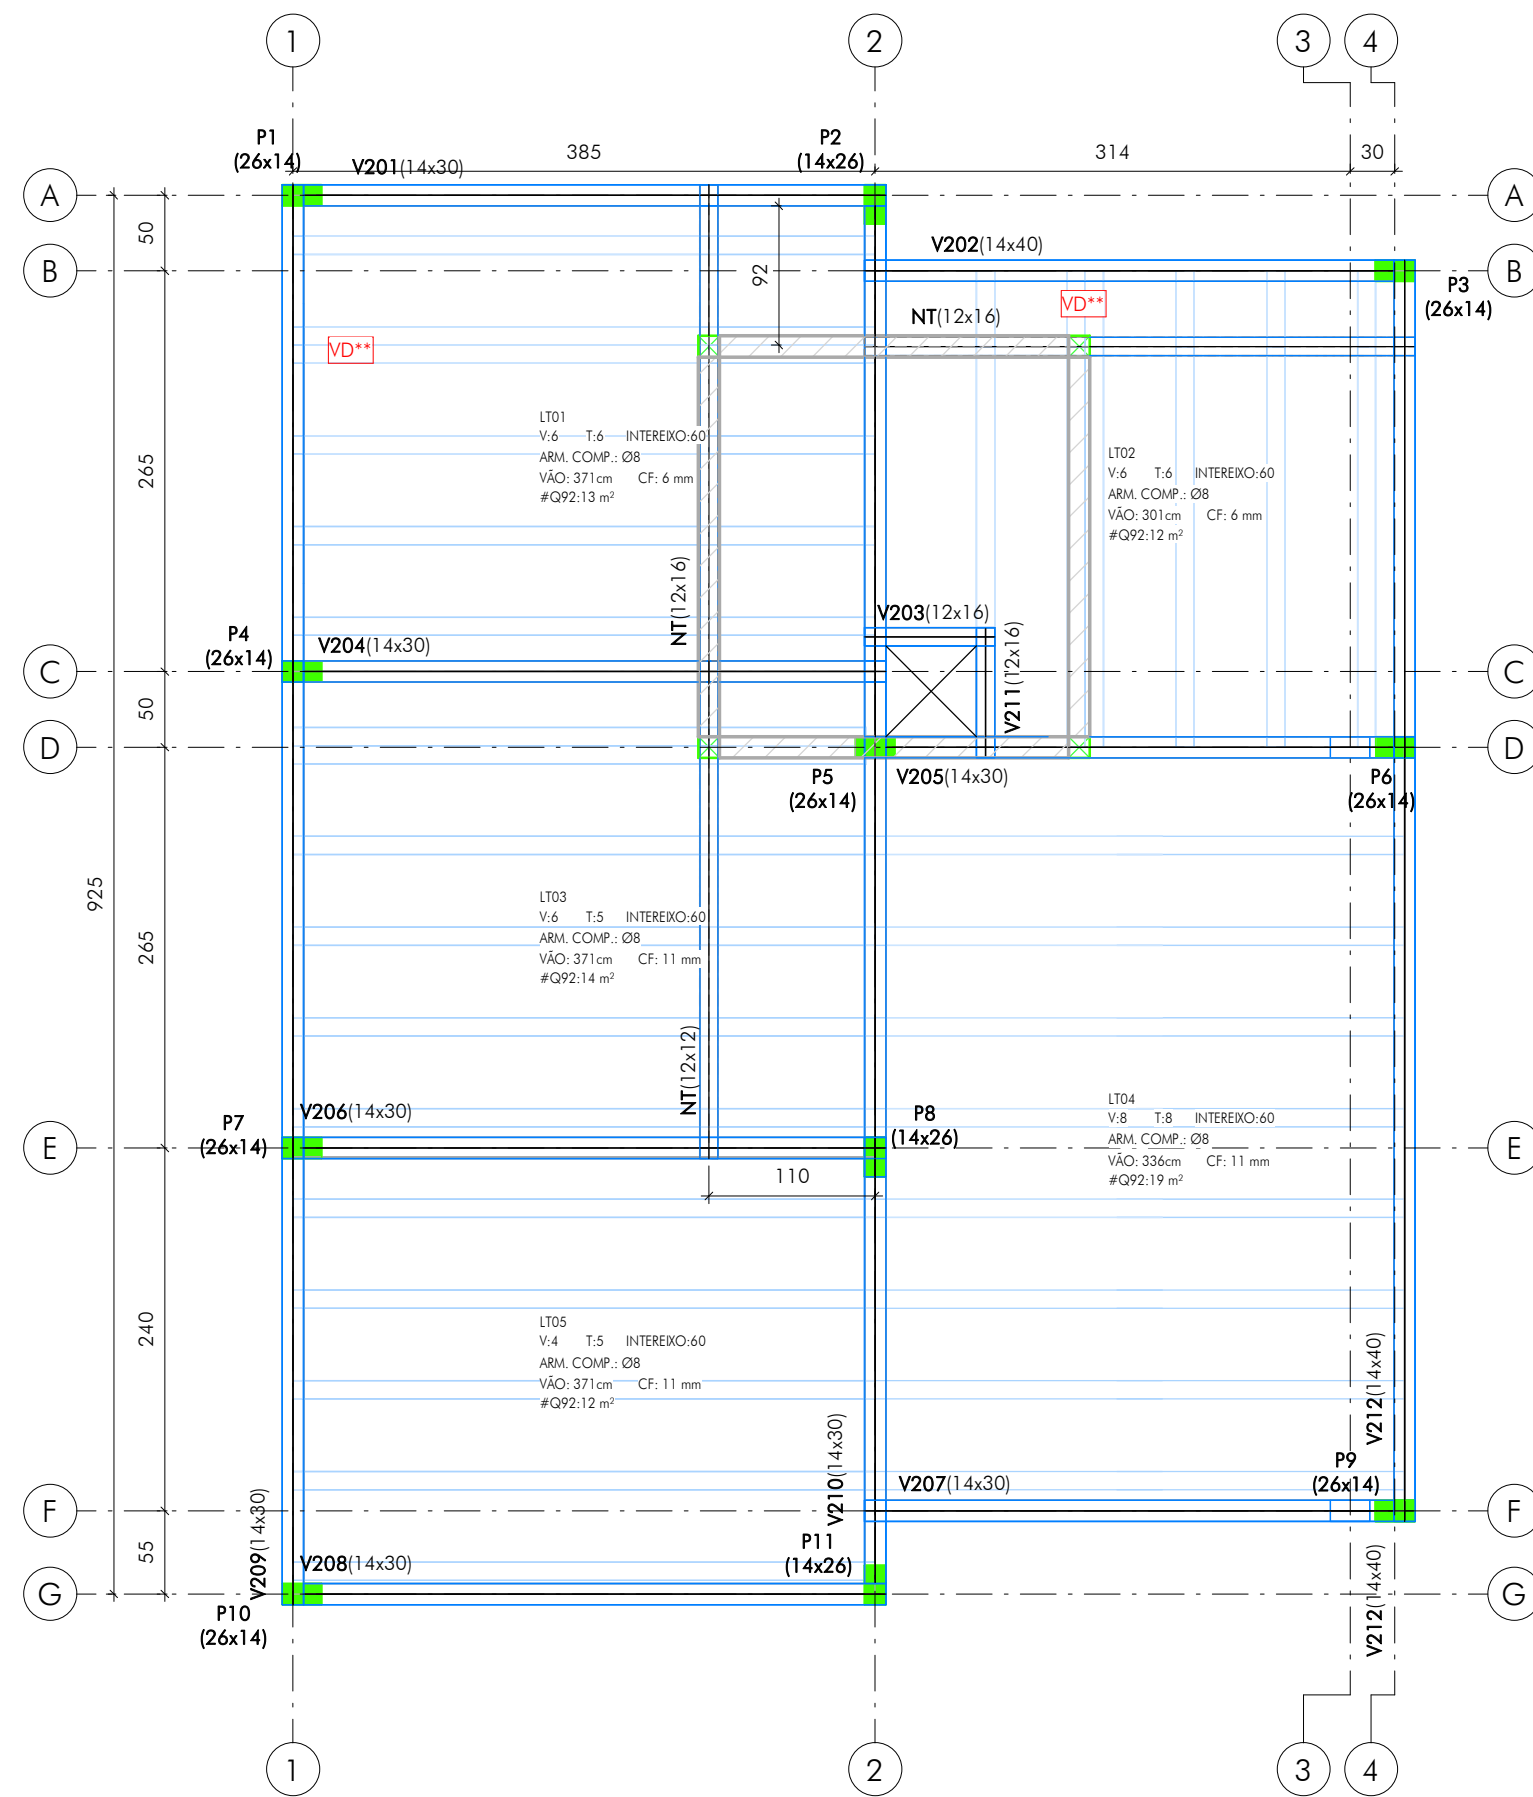 1
2
3
4
P1
(26x14)
V201(14x30)
385
P2
(14x26)
314
30
A
A
50
B
V202(14x40)
B
92
P3
(26x14)
VD**
NT(12x16)
VD**
265
LT01
V:6 T:6 INTEREIXO:60
ARM. COMP.: Ø8
VÃO: 371cm CF: 6 mm
#Q92:13 m²
LT02
V:6 T:6 INTEREIXO:60
ARM. COMP.: Ø8
VÃO: 301cm CF: 6 mm
#Q92:12 m²
NT(12x16)
V203(12x16)
V211(12x16)
P4
(26x14)
V204(14x30)
C
C
50
D
D
P5
(26x14)
V205(14x30)
P6
(26x14)
925
265
LT03
V:6 T:5 INTEREIXO:60
ARM. COMP.: Ø8
VÃO: 371cm CF: 11 mm
#Q92:14 m²
NT(12x12)
V206(14x30)
P7
(26x14)
P8
(14x26)
LT04
V:8 T:8 INTEREIXO:60
ARM. COMP.: Ø8
VÃO: 336cm CF: 11 mm
#Q92:19 m²
E
E
110
240
LT05
V:4 T:5 INTEREIXO:60
ARM. COMP.: Ø8
VÃO: 371cm CF: 11 mm
#Q92:12 m²
V212(14x40)
V210(14x30)
V207(14x30)
P9
(26x14)
F
F
V209(14x30)
55
V208(14x30)
P11
(14x26)
V212(14x40)
G
G
P10
(26x14)
1
2
3
4